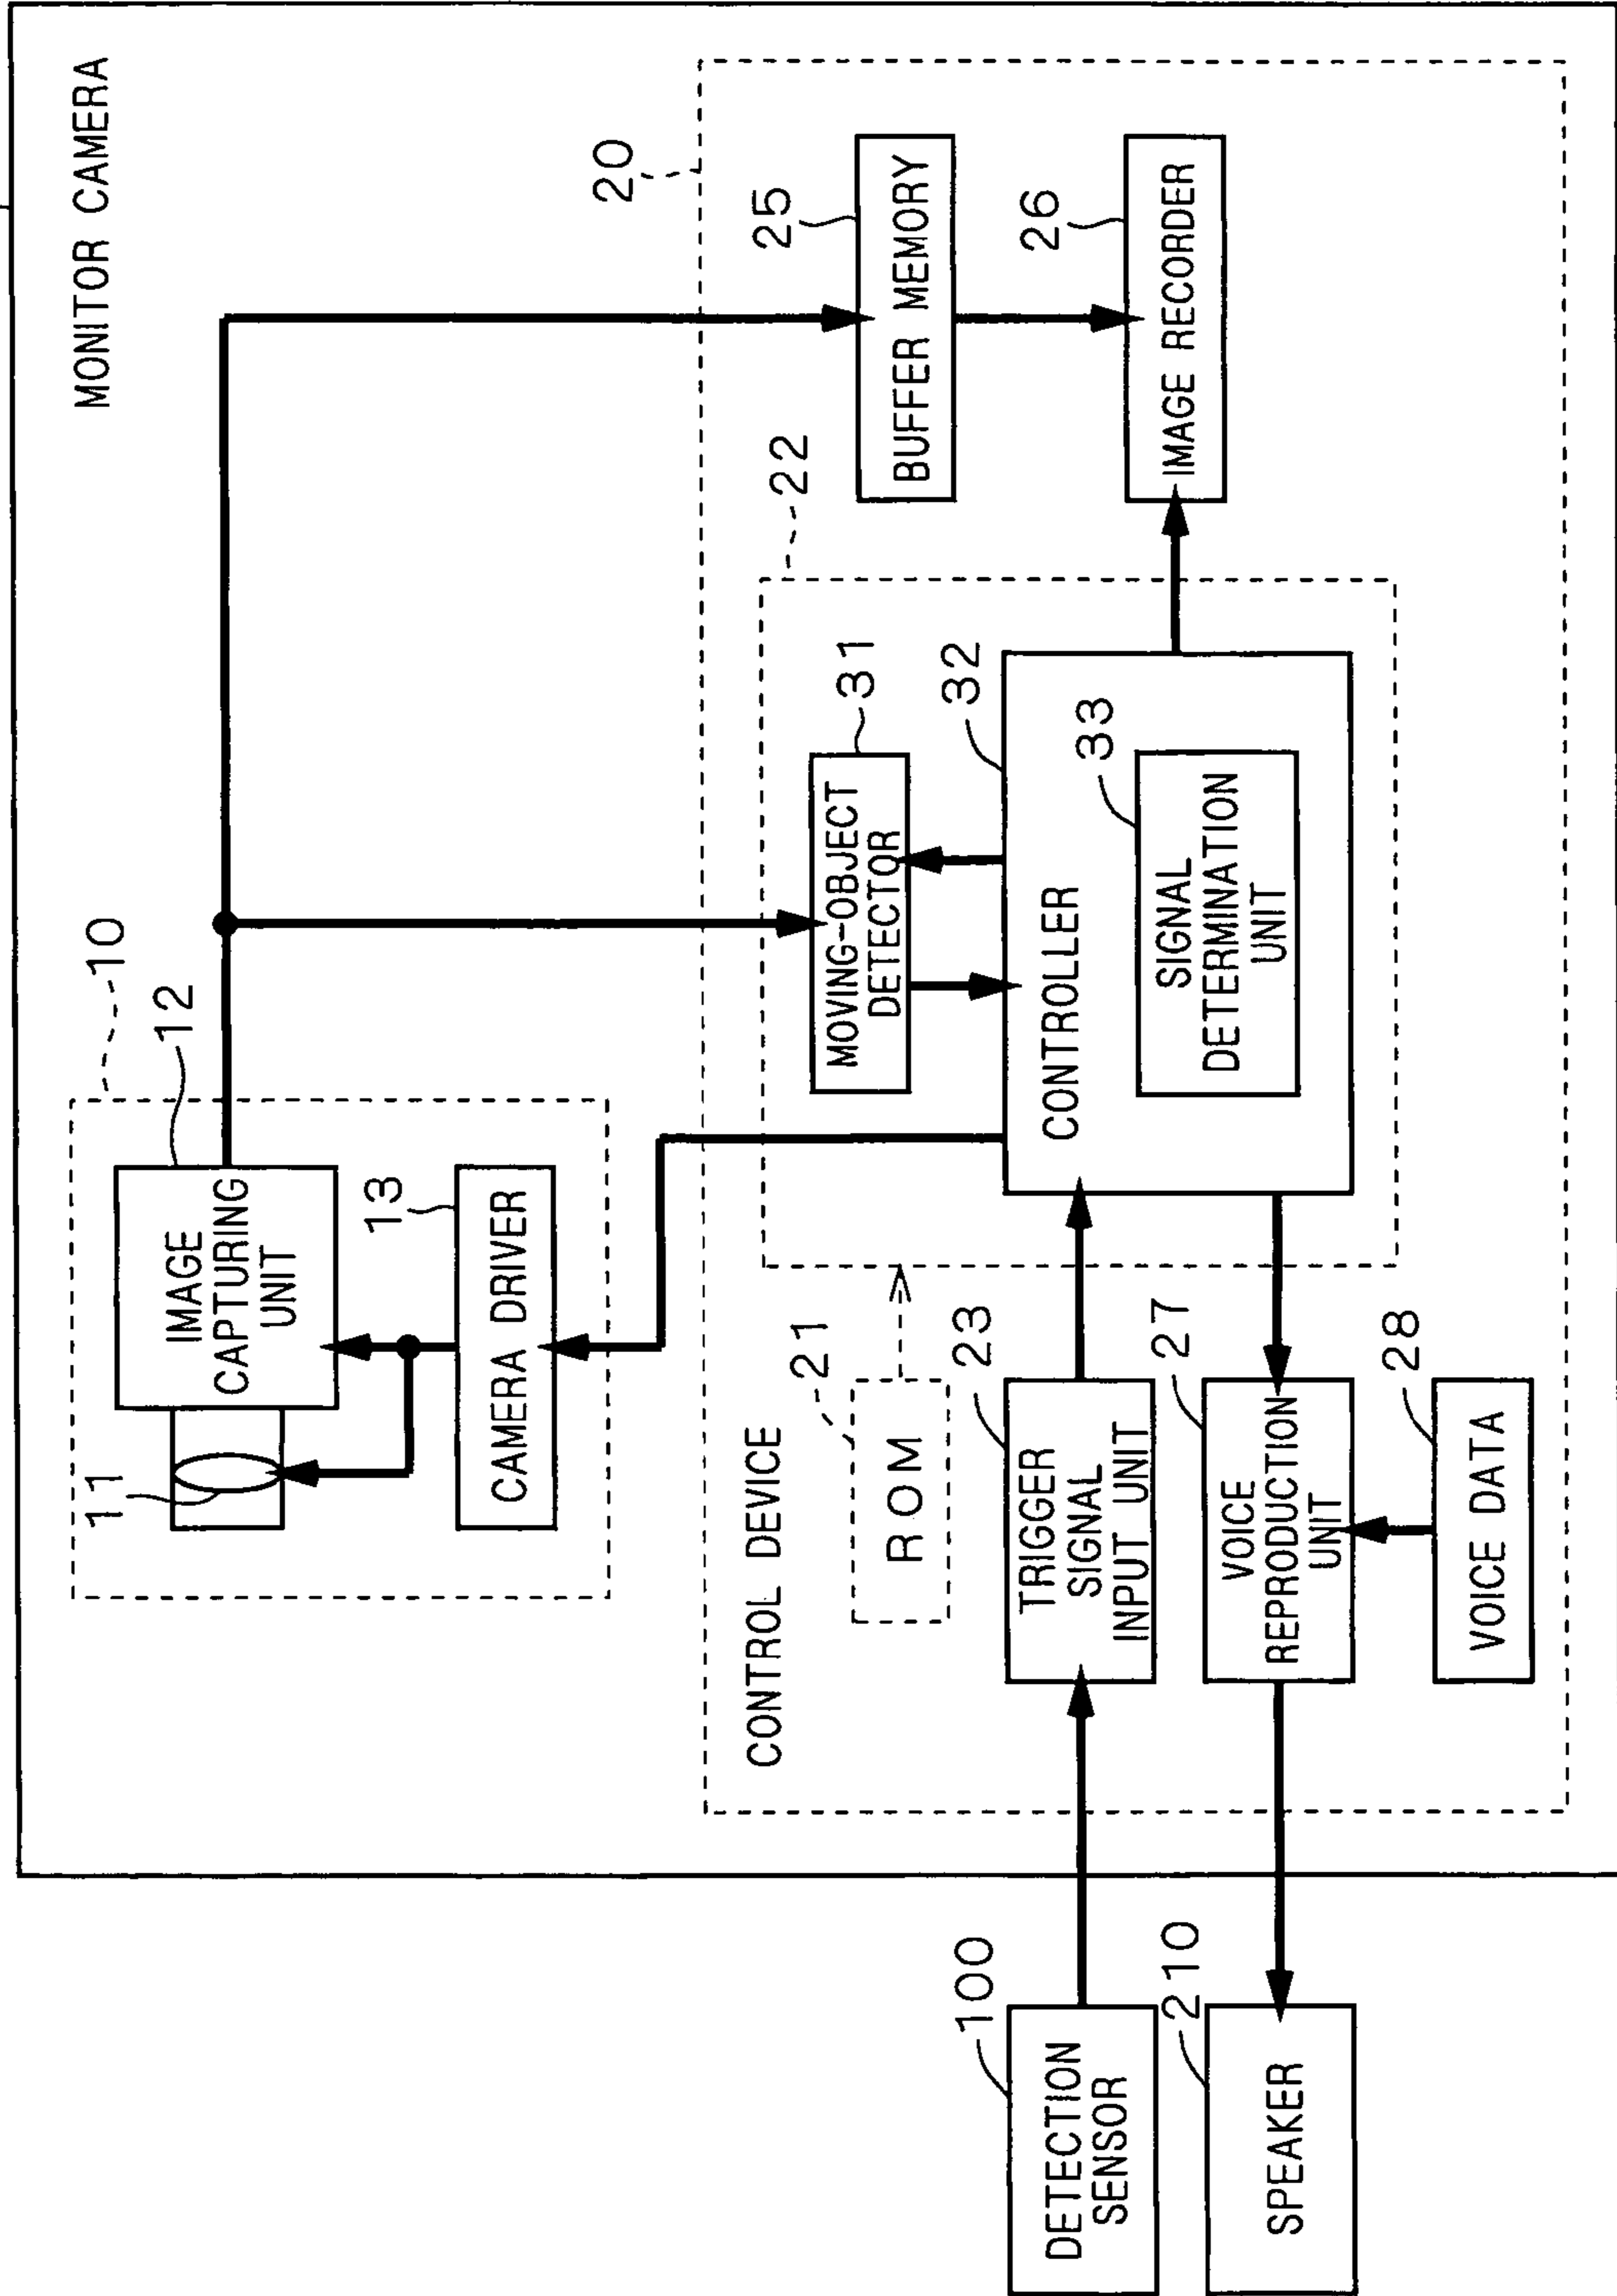 MONITOR CAMERA
10
12
IMAGE
CAPTURING
UNIT
11
13
CAMERA DRIVER
20
CONTROL DEVICE
21
ROM
22
31
MOVING-OBJECT
DETECTOR
25
BUFFER MEMORY
32
CONTROLLER
33
SIGNAL
DETERMINATION
UNIT
26
IMAGE RECORDER
100
DETECTION
SENSOR
23
TRIGGER
SIGNAL
INPUT UNIT
210
SPEAKER
27
VOICE
REPRODUCTION
UNIT
28
VOICE DATA